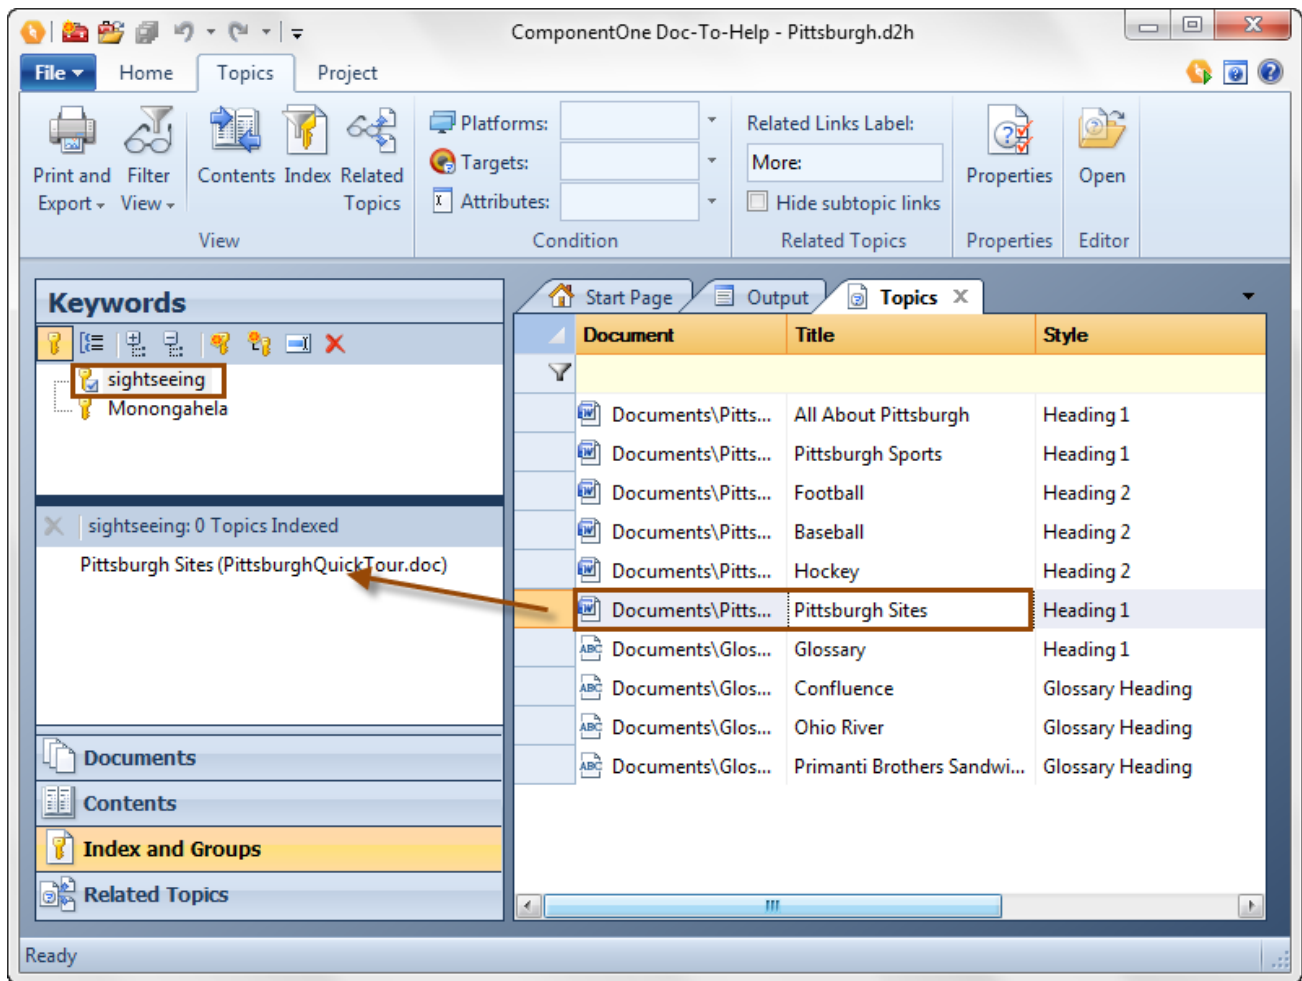 ComponentOne Doc-To-Help - Pittsburgh.d2h
File Home Topics Project
Print and Export
Filter View
Contents
Index
Related Topics
View
Platforms:
Targets:
Attributes:
Condition
Related Links Label:
More:
Hide subtopic links
Related Topics
Properties
Properties
Open
Editor
Keywords
sightseeing
Monongahela
sightseeing: 0 Topics Indexed
Pittsburgh Sites (PittsburghQuickTour.doc)
Documents
Contents
Index and Groups
Related Topics
Start Page Output Topics
Document Title Style
Documents\Pitts... All About Pittsburgh Heading 1
Documents\Pitts... Pittsburgh Sports Heading 1
Documents\Pitts... Football Heading 2
Documents\Pitts... Baseball Heading 2
Documents\Pitts... Hockey Heading 2
Documents\Pitts... Pittsburgh Sites Heading 1
Documents\Glos... Glossary Heading 1
Documents\Glos... Confluence Glossary Heading
Documents\Glos... Ohio River Glossary Heading
Documents\Glos... Primanti Brothers Sandwi... Glossary Heading
Ready